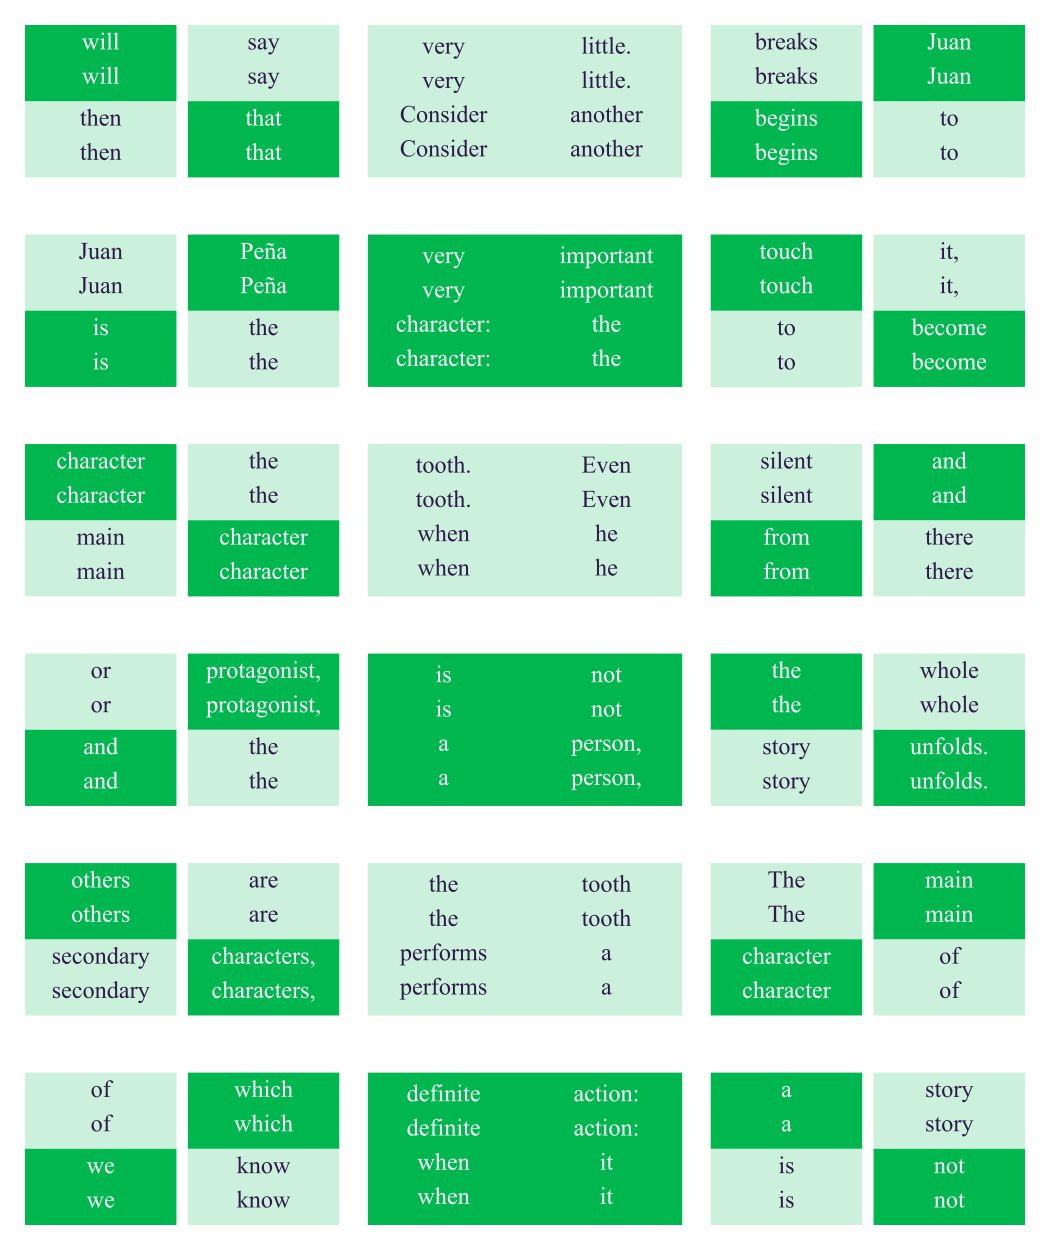 will say
will say
then that
then that
Juan Peña
Juan Peña
is the
is the
character the
character the
main character
main character
or protagonist,
or protagonist,
and the
and the
others are
others are
secondary characters,
secondary characters,
of which
of which
we know
we know
very little.
very little.
Consider another
Consider another
very important
very important
character: the
character: the
tooth. Even
tooth. Even
when he
when he
is not
is not
a person,
a person,
the tooth
the tooth
performs a
performs a
definite action:
definite action:
when it
when it
breaks Juan
breaks Juan
begins to
begins to
touch it,
touch it,
to become
to become
silent and
silent and
from there
from there
the whole
the whole
story unfolds.
story unfolds.
The main
The main
character of
character of
a story
a story
is not
is not